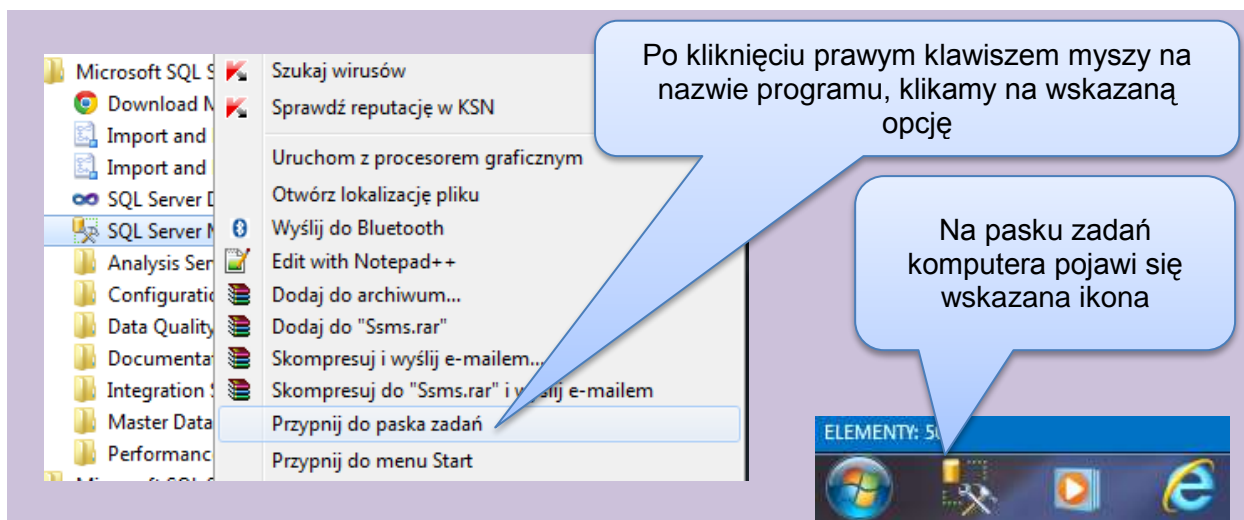 Po kliknięciu prawym klawiszem myszy na
nazwie programu, klikamy na wskazaną
opcję
Microsoft SQL S
Download
Import and
Import and
SQL Server
SQL Server
Analysis Ser
Configuratio
Data Quality
Documenta
Integration
Master Data
Performanc
Szukaj wirusów
Sprawdź reputację w KSN
Uruchom z procesorem graficznym
Otwórz lokalizację pliku
Wyślij do Bluetooth
Edit with Notepad++
Dodaj do archiwum...
Dodaj do "Ssms.rar"
Skompresuj i wyślij e-mailem...
Skompresuj do "Ssms.rar" i wyślij e-mailem
Przypnij do paska zadań
Przypnij do menu Start
Na pasku zadań
komputera pojawi się
wskazana ikona
ELEMENTY: